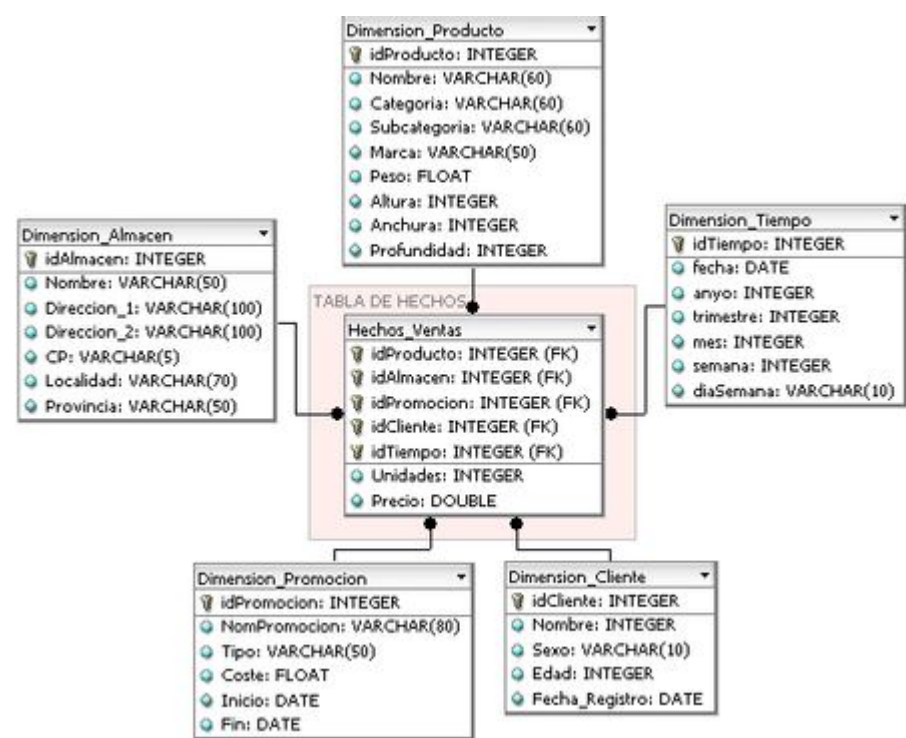 Dimension_Producto
idProducto: INTEGER
Nombre: VARCHAR(60)
Categoria: VARCHAR(60)
Subcategoria: VARCHAR(60)
Marca: VARCHAR(50)
Peso: FLOAT
Altura: INTEGER
Anchura: INTEGER
Profundidad: INTEGER
Dimension_Almacen
idAlmacen: INTEGER
Nombre: VARCHAR(50)
Direccion_1: VARCHAR(100)
Direccion_2: VARCHAR(100)
CP: VARCHAR(5)
Localidad: VARCHAR(70)
Provincia: VARCHAR(50)
Dimension_Tiempo
idTiempo: INTEGER
fecha: DATE
anyo: INTEGER
trimestre: INTEGER
mes: INTEGER
semana: INTEGER
diaSemana: VARCHAR(10)
TABLA DE HECHOS
Hechos_Ventas
idProducto: INTEGER (FK)
idAlmacen: INTEGER (FK)
idPromocion: INTEGER (FK)
idCliente: INTEGER (FK)
idTiempo: INTEGER (FK)
Unidades: INTEGER
Precio: DOUBLE
Dimension_Promocion
idPromocion: INTEGER
NomPromocion: VARCHAR(80)
Tipo: VARCHAR(50)
Coste: FLOAT
Inicio: DATE
Fin: DATE
Dimension_Cliente
idCliente: INTEGER
Nombre: INTEGER
Sexo: VARCHAR(10)
Edad: INTEGER
Fecha_Registro: DATE